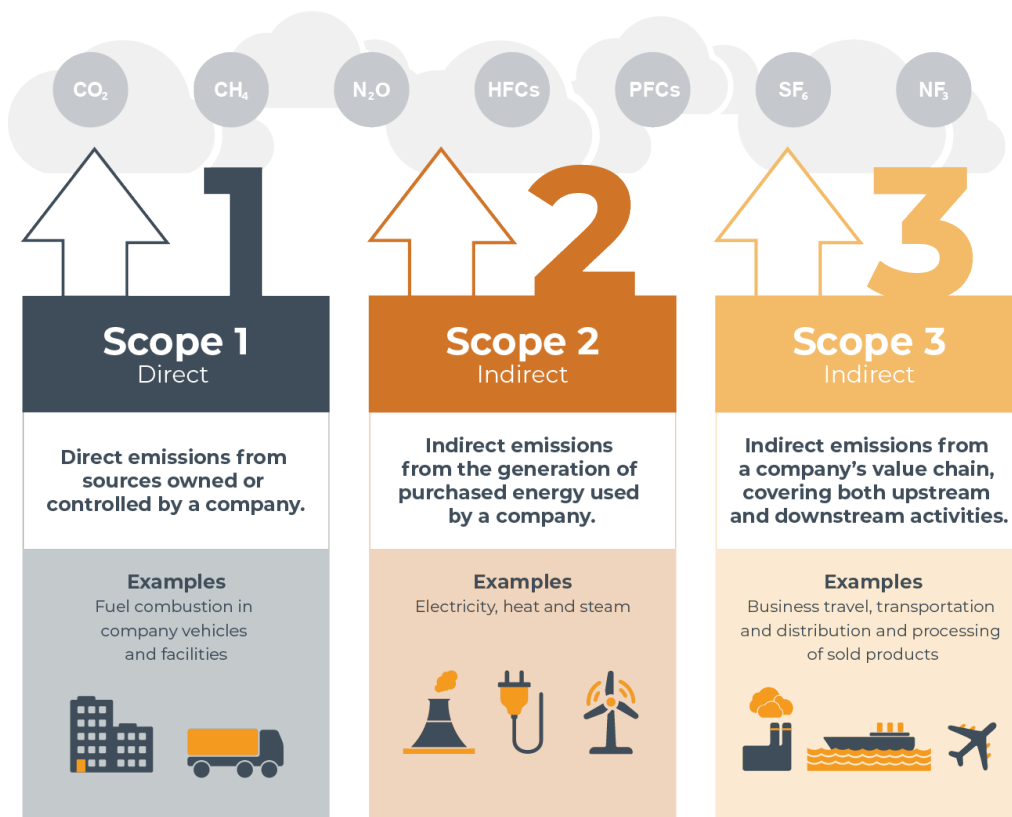 CO₂ CH₄ N₂O HFCs PFCs SF₆ NF₃
1 2 3
Scope 1
Direct
Direct emissions from
sources owned or
controlled by a company.
Examples
Fuel combustion in
company vehicles
and facilities
Scope 2
Indirect
Indirect emissions
from the generation of
purchased energy used
by a company.
Examples
Electricity, heat and steam
Scope 3
Indirect
Indirect emissions from
a company’s value chain,
covering both upstream
and downstream activities.
Examples
Business travel, transportation
and distribution and processing
of sold products